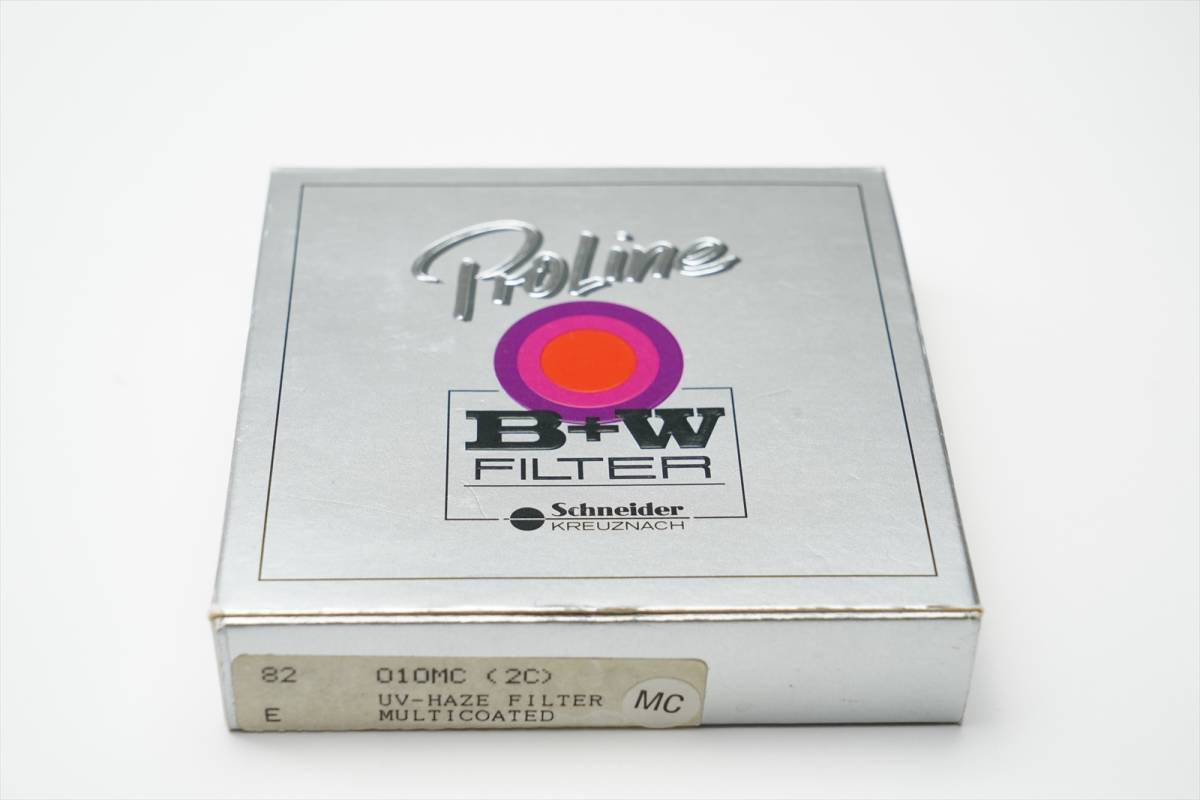 ProLine
B+W
FILTER
Schneider
KREUZNACH
82 010MC (2C)
UV-HAZE FILTER
E MULTICOATED
MC